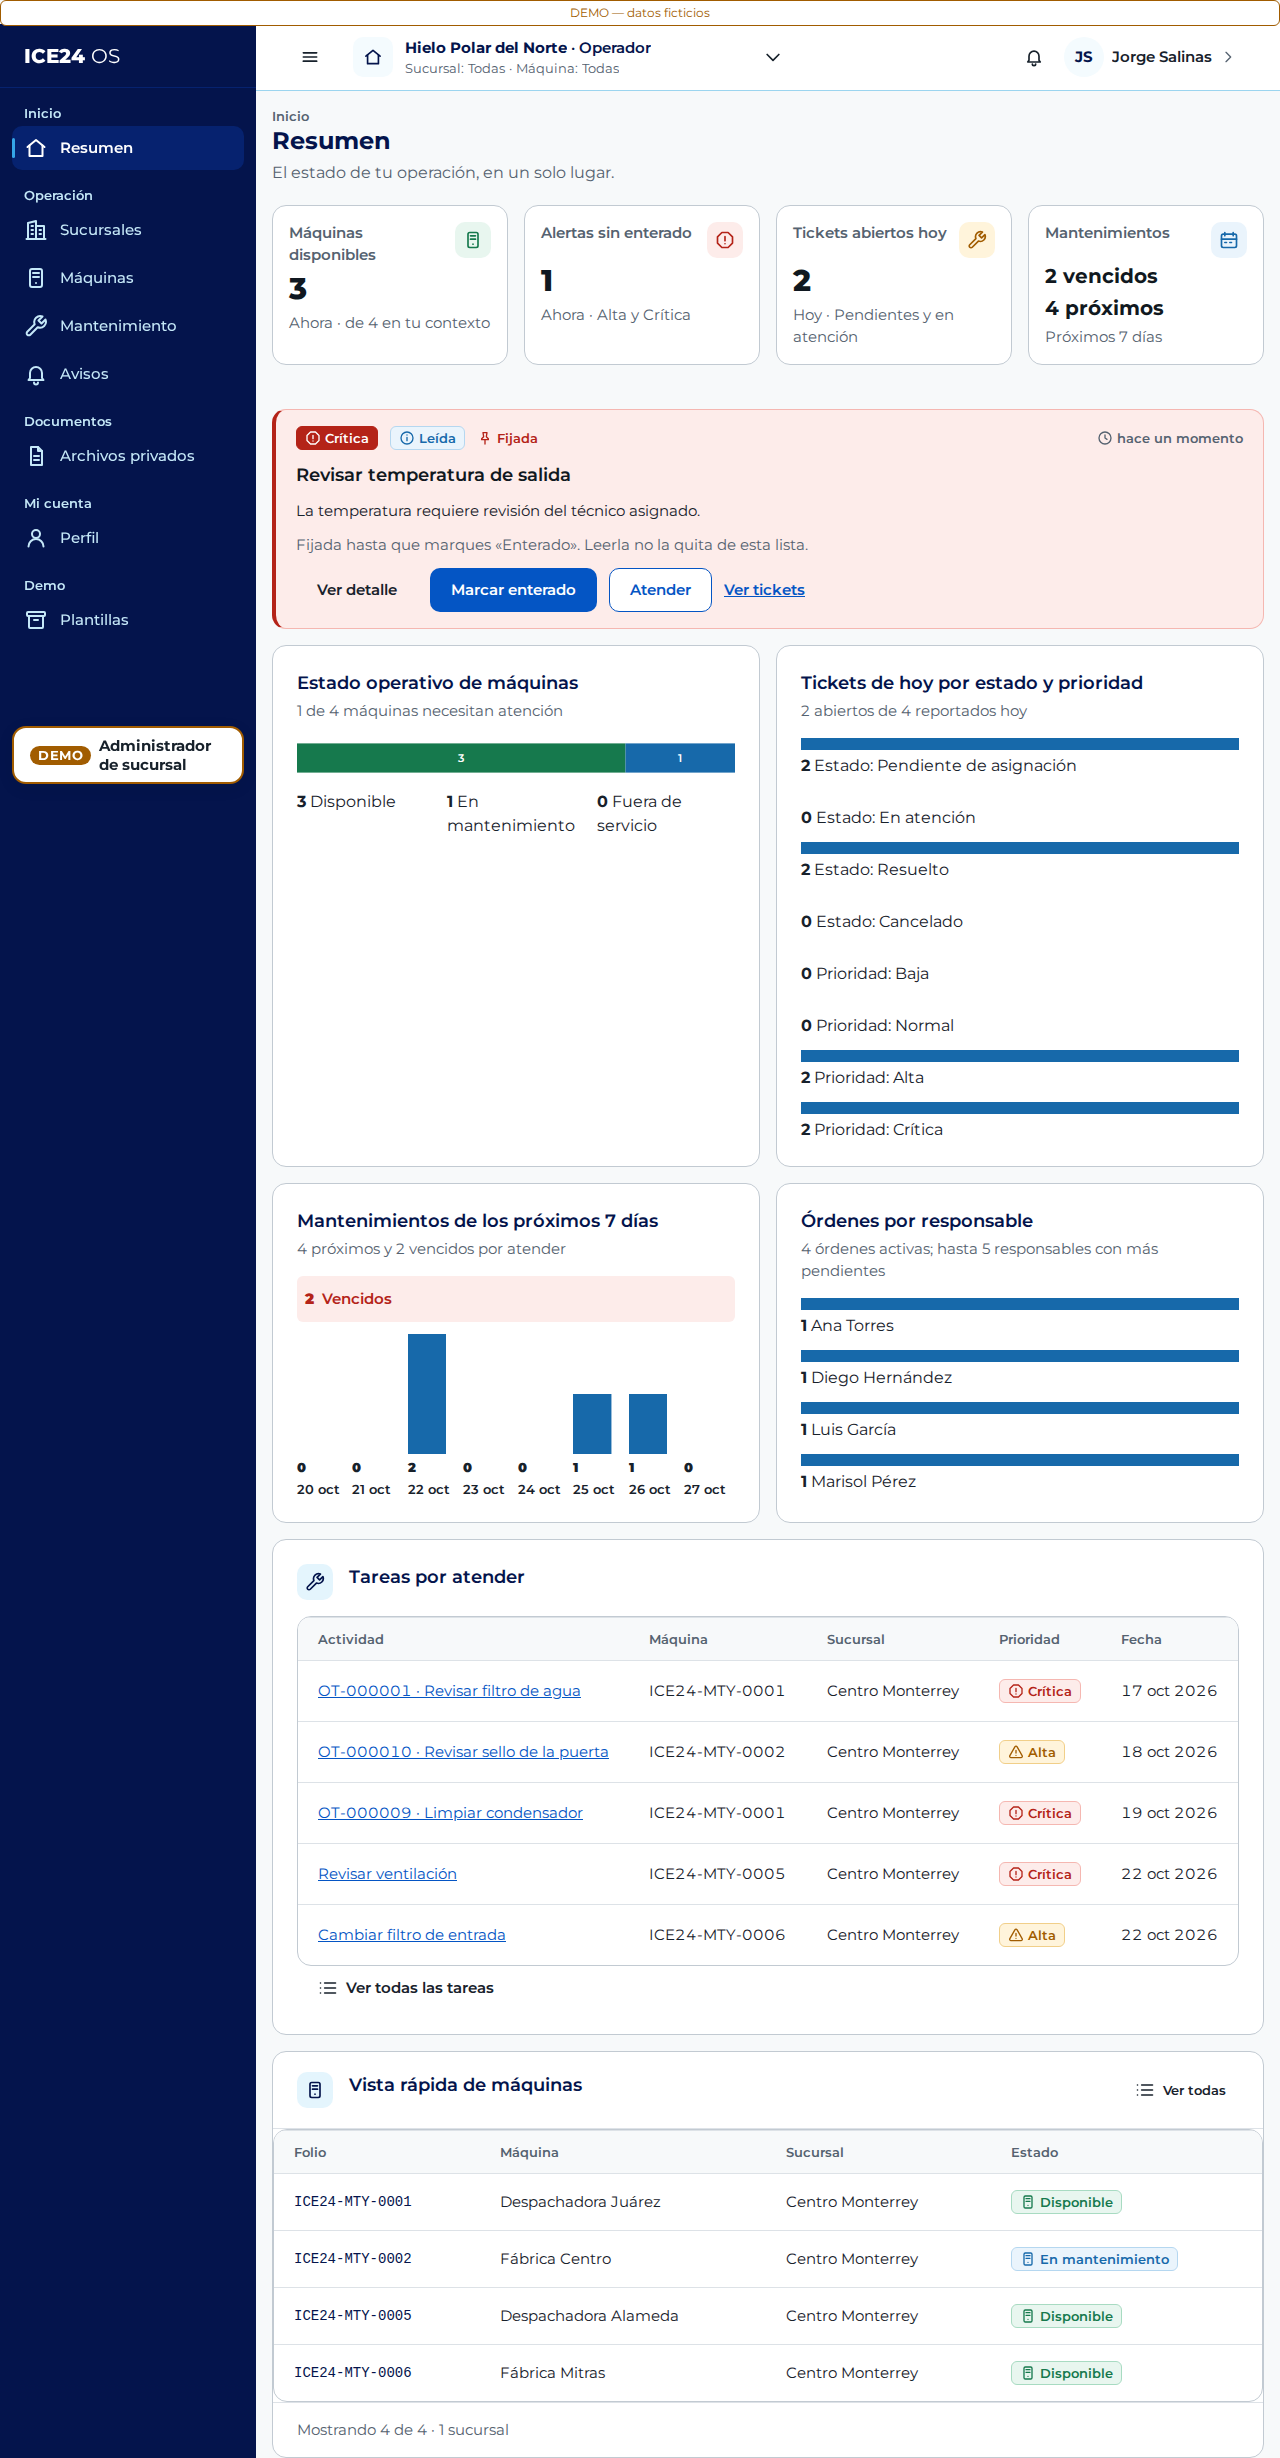 DEMO — datos ficticios
ICE24 OS
Inicio
Resumen
Operación
Sucursales
Máquinas
Mantenimiento
Avisos
Documentos
Archivos privados
Mi cuenta
Perfil
Demo
Plantillas
DEMO Administrador de sucursal
Hielo Polar del Norte · Operador
Sucursal: Todas · Máquina: Todas
JS Jorge Salinas
Inicio
Resumen
El estado de tu operación, en un solo lugar.
Máquinas disponibles
3
Ahora · de 4 en tu contexto
Alertas sin enterado
1
Ahora · Alta y Crítica
Tickets abiertos hoy
2
Hoy · Pendientes y en atención
Mantenimientos
2 vencidos
4 próximos
Próximos 7 días
Crítica Leída Fijada hace un momento
Revisar temperatura de salida
La temperatura requiere revisión del técnico asignado.
Fijada hasta que marques «Enterado». Leerla no la quita de esta lista.
Ver detalle Marcar enterado Atender Ver tickets
Estado operativo de máquinas
1 de 4 máquinas necesitan atención
3 1
3 Disponible
1 En mantenimiento
0 Fuera de servicio
Tickets de hoy por estado y prioridad
2 abiertos de 4 reportados hoy
2 Estado: Pendiente de asignación
0 Estado: En atención
2 Estado: Resuelto
0 Estado: Cancelado
0 Prioridad: Baja
0 Prioridad: Normal
2 Prioridad: Alta
2 Prioridad: Crítica
Mantenimientos de los próximos 7 días
4 próximos y 2 vencidos por atender
2 Vencidos
0 0 2 0 0 1 1 0
20 oct 21 oct 22 oct 23 oct 24 oct 25 oct 26 oct 27 oct
Órdenes por responsable
4 órdenes activas; hasta 5 responsables con más
pendientes
1 Ana Torres
1 Diego Hernández
1 Luis García
1 Marisol Pérez
Tareas por atender
Actividad Máquina Sucursal Prioridad Fecha
OT-000001 · Revisar filtro de agua ICE24-MTY-0001 Centro Monterrey Crítica 17 oct 2026
OT-000010 · Revisar sello de la puerta ICE24-MTY-0002 Centro Monterrey Alta 18 oct 2026
OT-000009 · Limpiar condensador ICE24-MTY-0001 Centro Monterrey Crítica 19 oct 2026
Revisar ventilación ICE24-MTY-0005 Centro Monterrey Crítica 22 oct 2026
Cambiar filtro de entrada ICE24-MTY-0006 Centro Monterrey Alta 22 oct 2026
Ver todas las tareas
Vista rápida de máquinas Ver todas
Folio Máquina Sucursal Estado
ICE24-MTY-0001 Despachadora Juárez Centro Monterrey Disponible
ICE24-MTY-0002 Fábrica Centro Centro Monterrey En mantenimiento
ICE24-MTY-0005 Despachadora Alameda Centro Monterrey Disponible
ICE24-MTY-0006 Fábrica Mitras Centro Monterrey Disponible
Mostrando 4 de 4 · 1 sucursal